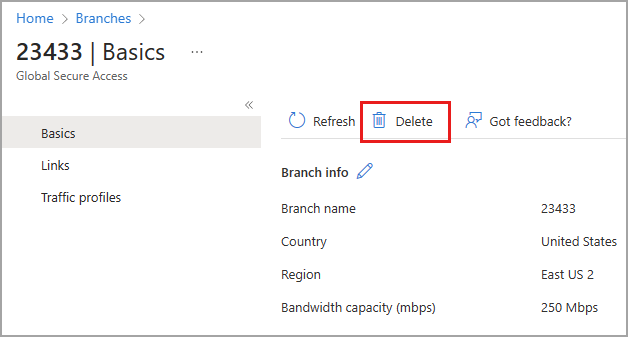 Home > Branches >
23433 | Basics ...
Global Secure Access
«
Basics
Links
Traffic profiles
Refresh Delete Got feedback?
Branch info
Branch name 23433
Country United States
Region East US 2
Bandwidth capacity (mbps) 250 Mbps